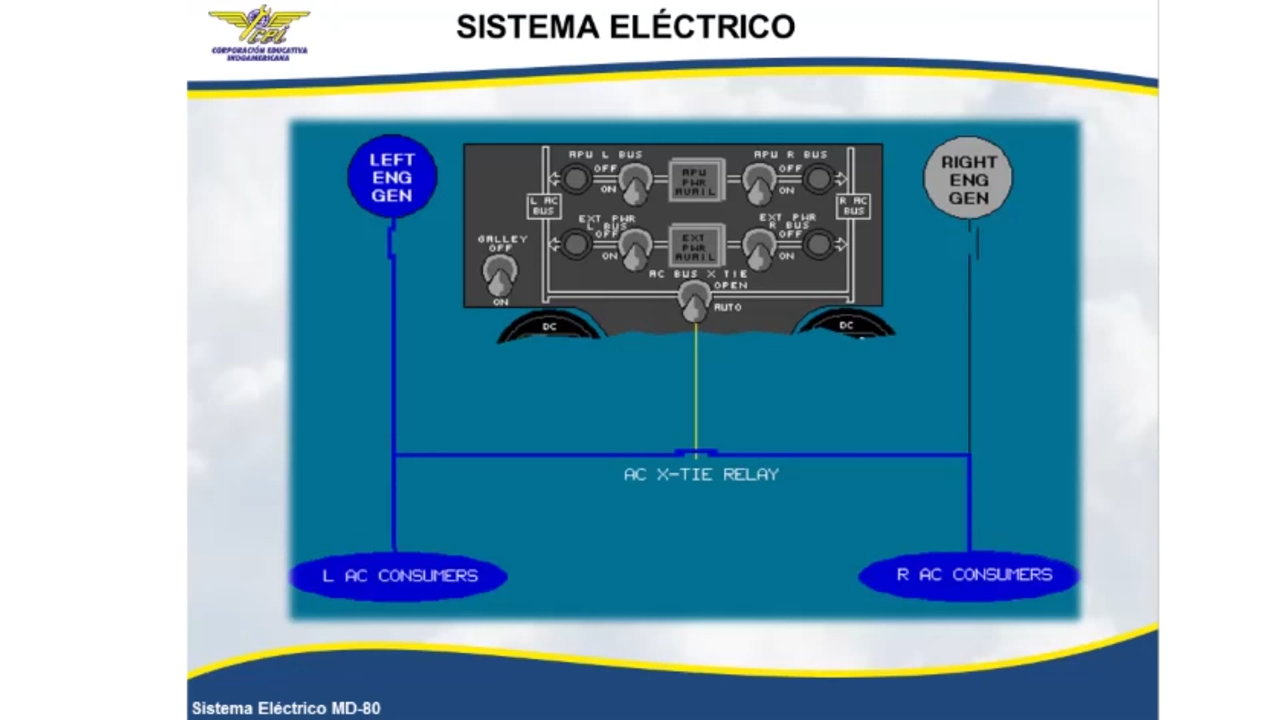 SISTEMA ELÉCTRICO
CPI
CORPORACIÓN EDUCATIVA
INDOAMERICANA
LEFT
ENG
GEN
RIGHT
ENG
GEN
APU L BUS
OFF
ON
APU
PWR
AVAIL
APU R BUS
OFF
ON
L AC
BUS
R AC
BUS
EXT PWR
L BUS
OFF
ON
EXT
PWR
AVAIL
EXT PWR
R BUS
OFF
ON
GALLEY
OFF
ON
AC BUS X TIE
OPEN
AUTO
DC
DC
AC X-TIE RELAY
L AC CONSUMERS
R AC CONSUMERS
Sistema Eléctrico MD-80